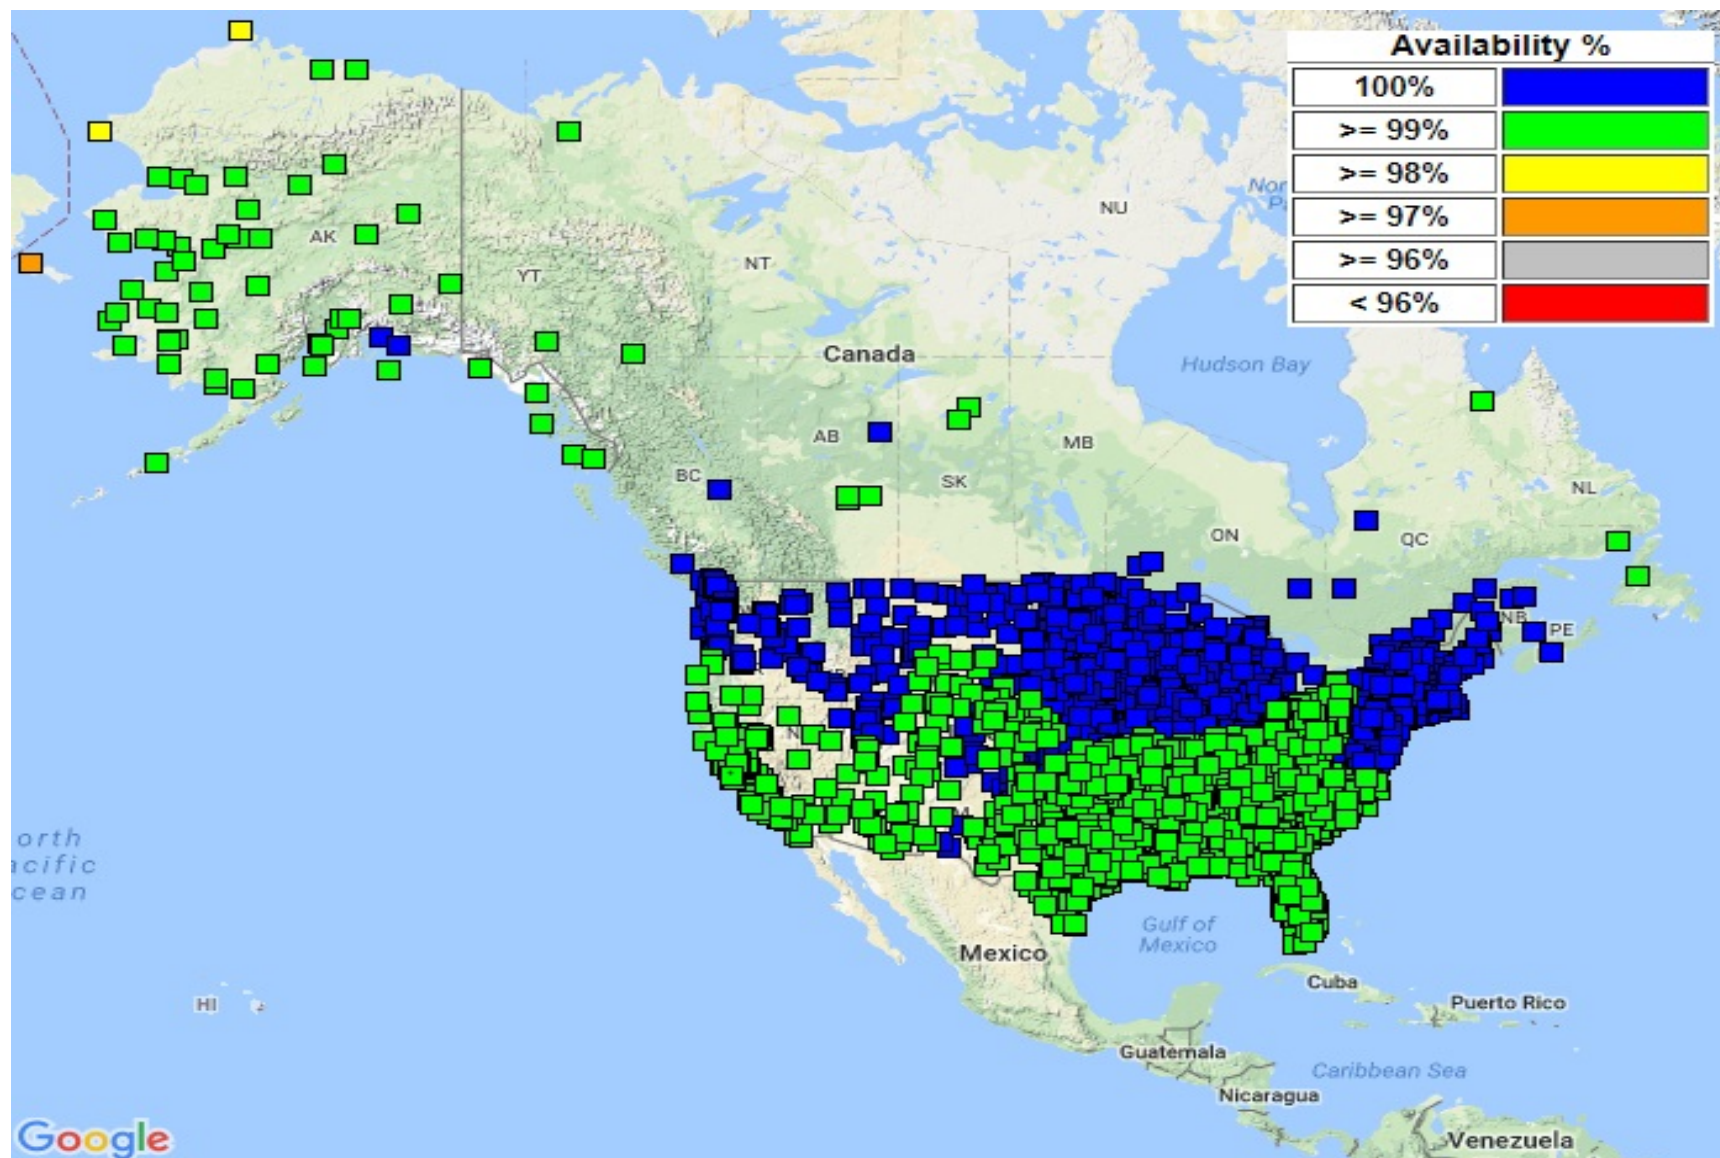 Availability %
100%
>= 99%
>= 98%
>= 97%
>= 96%
< 96%
Nor
NU
AK
YT
NT
Canada
Hudson Bay
AB
MB
BC
SK
NL
ON
QC
NB
PE
orth
acific
cean
Gulf of
Mexico
Mexico
Cuba
HI
Puerto Rico
Guatemala
Caribbean Sea
Nicaragua
Google
Venezuela